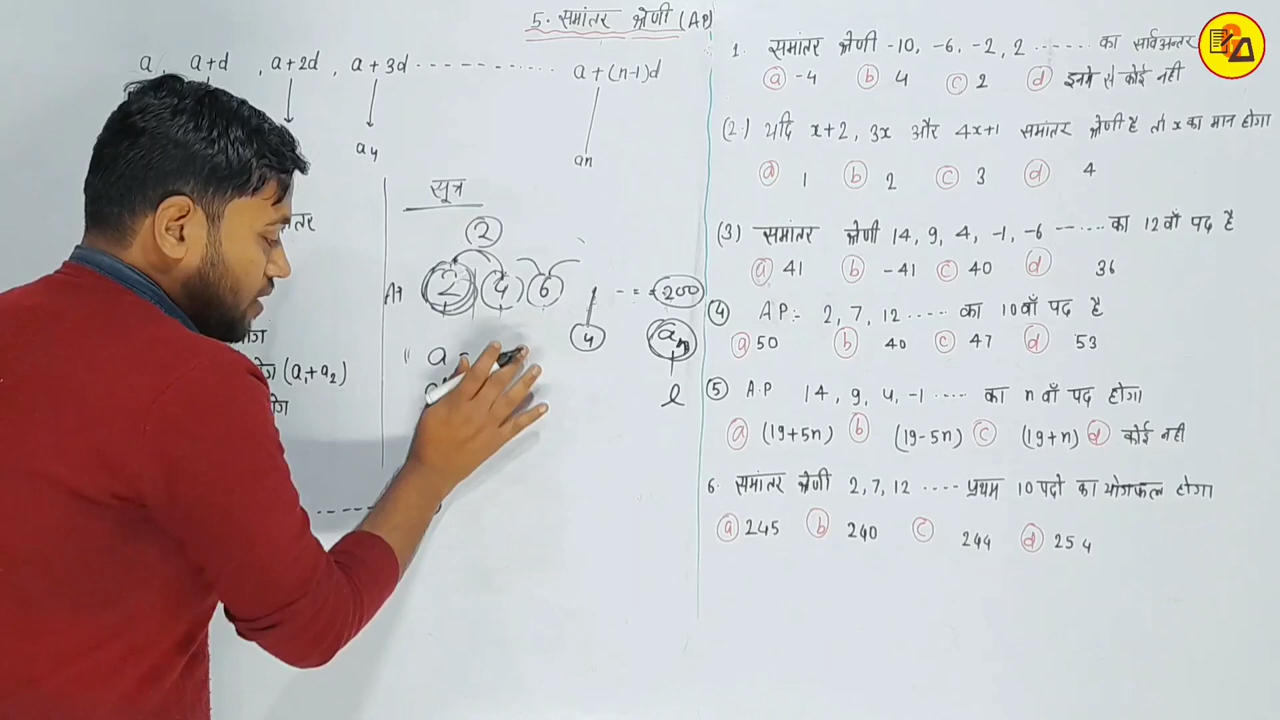 5. समांतर श्रेणी (AP)
a, a+d , a+2d , a+3d - - - - - - - - - - - - a+(n-1)d
a4
an
तर
ोज
ोज (a₁+a₂)
ोग
सूत्र
2
2 4 6 - - - 200
4
an
a =
l
1. समांतर श्रेणी -10, -6, -2, 2 ....... का सार्वअन्तर
a -4 b 4 c 2 d इनमे से कोई नही
(2.) यदि x+2, 3x और 4x+1 समांतर श्रेणी है तो x का मान होगा
a 1 b 2 c 3 d 4
(3) समांतर श्रेणी 14, 9, 4, -1, -6 ------ का 12वाँ पद है
a 41 b -41 c 40 d 36
4 A P:- 2, 7, 12 ...... का 10वाँ पद है
a 50 b 40 c 47 d 53
5 A.P 14, 9, 4, -1 ..... का n वाँ पद होगा
a (19+5n) b (19-5n) c (19+n) d कोई नही
6. समांतर श्रेणी 2, 7, 12 ---- प्रथम 10 पदो का योगफल होगा
a 245 b 240 c 244 d 254